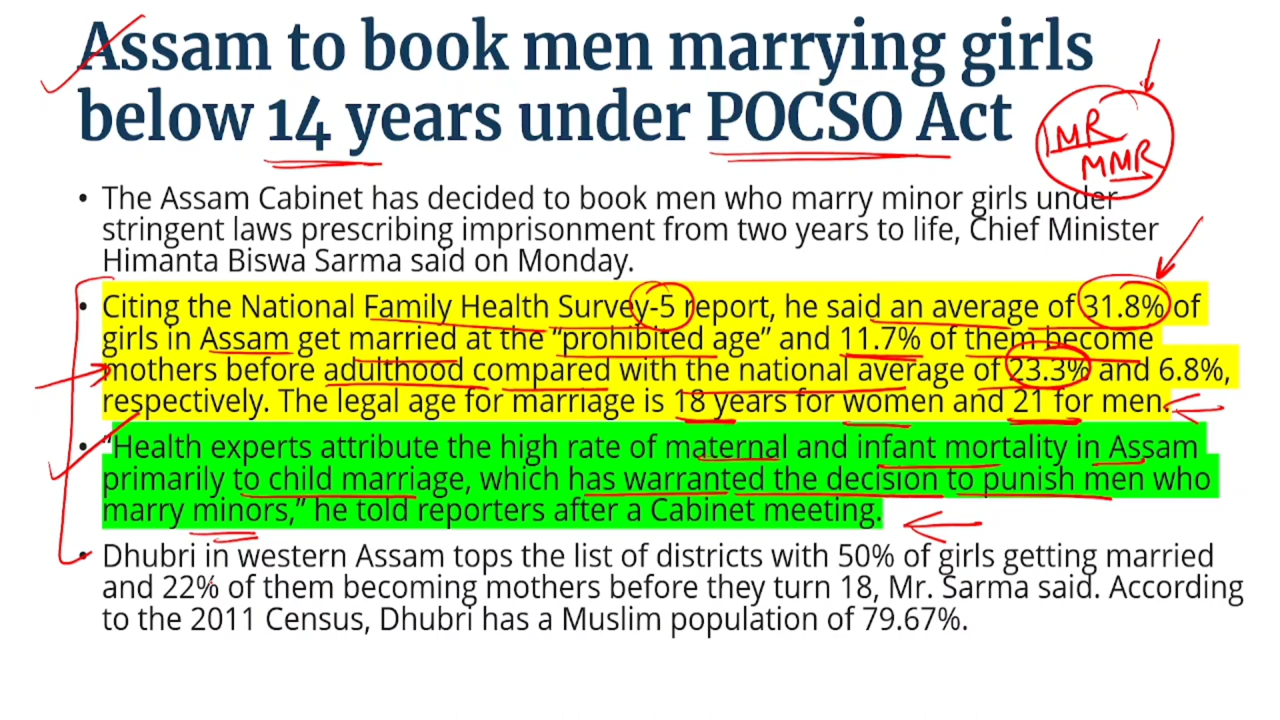 Assam to book men marrying girls
below 14 years under POCSO Act
IMR
MMR
• The Assam Cabinet has decided to book men who marry minor girls under
stringent laws prescribing imprisonment from two years to life, Chief Minister
Himanta Biswa Sarma said on Monday.
• Citing the National Family Health Survey-5 report, he said an average of 31.8% of
girls in Assam get married at the “prohibited age” and 11.7% of them become
mothers before adulthood compared with the national average of 23.3% and 6.8%,
respectively. The legal age for marriage is 18 years for women and 21 for men.
• “Health experts attribute the high rate of maternal and infant mortality in Assam
primarily to child marriage, which has warranted the decision to punish men who
marry minors,” he told reporters after a Cabinet meeting.
• Dhubri in western Assam tops the list of districts with 50% of girls getting married
and 22% of them becoming mothers before they turn 18, Mr. Sarma said. According
to the 2011 Census, Dhubri has a Muslim population of 79.67%.